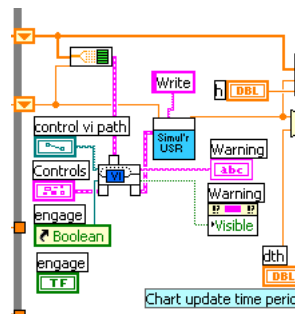 Write
h
DBL
control vi path
Simul'r
USR
Warning
abc
Controls
VI
Warning
Visible
engage
Boolean
engage
TF
dth
DBL
Chart update time perio